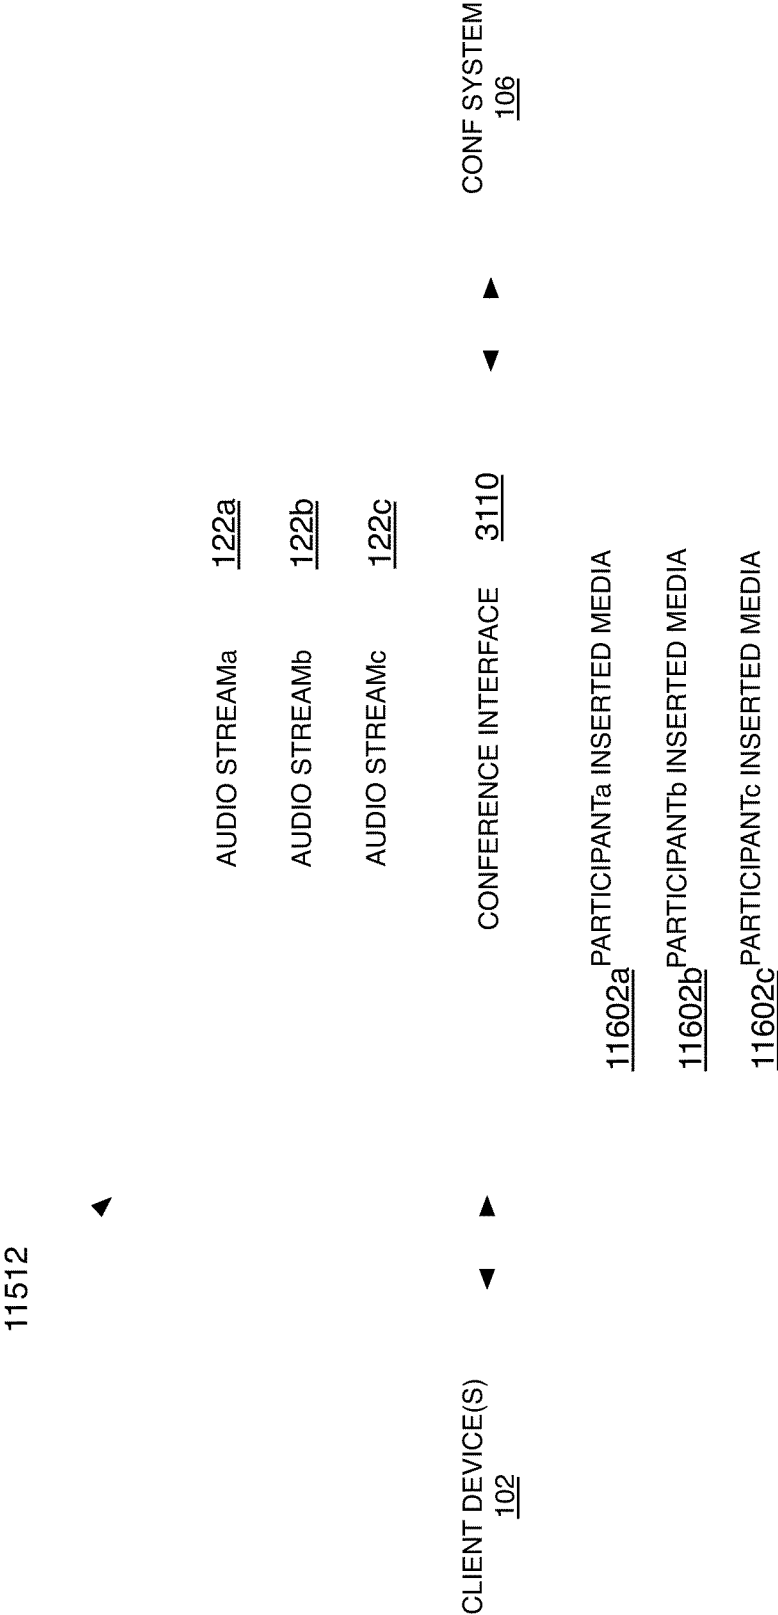 11512
AUDIO STREAMa 122a
AUDIO STREAMb 122b
AUDIO STREAMc 122c
CLIENT DEVICE(S)
102
CONFERENCE INTERFACE 3110
CONF SYSTEM
106
PARTICIPANTa INSERTED MEDIA
11602a
PARTICIPANTb INSERTED MEDIA
11602b
PARTICIPANTc INSERTED MEDIA
11602c